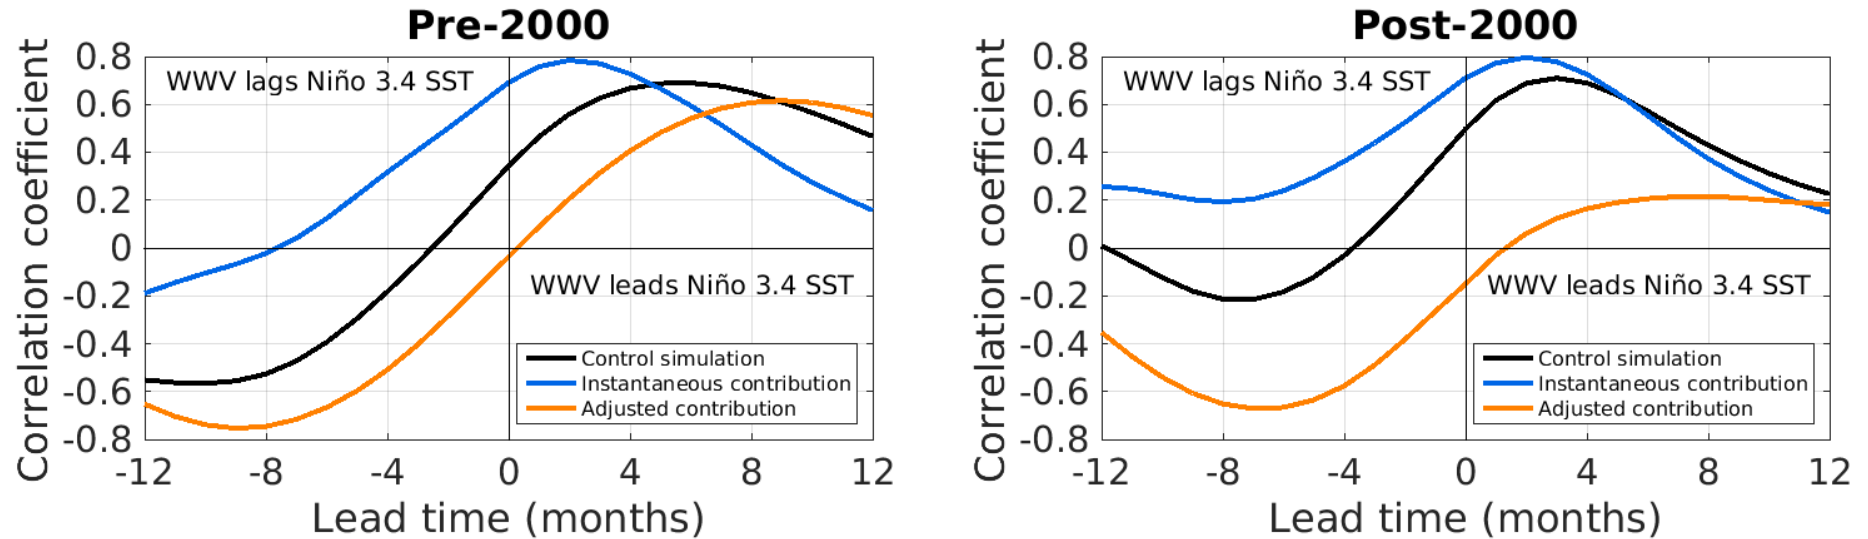 Pre-2000
Correlation coefficient
0.8
0.6
0.4
0.2
0
-0.2
-0.4
-0.6
-0.8
WWV lags Niño 3.4 SST
WWV leads Niño 3.4 SST
Control simulation
Instantaneous contribution
Adjusted contribution
-12 -8 -4 0 4 8 12
Lead time (months)
Post-2000
Correlation coefficient
0.8
0.6
0.4
0.2
0
-0.2
-0.4
-0.6
-0.8
WWV lags Niño 3.4 SST
WWV leads Niño 3.4 SST
Control simulation
Instantaneous contribution
Adjusted contribution
-12 -8 -4 0 4 8 12
Lead time (months)